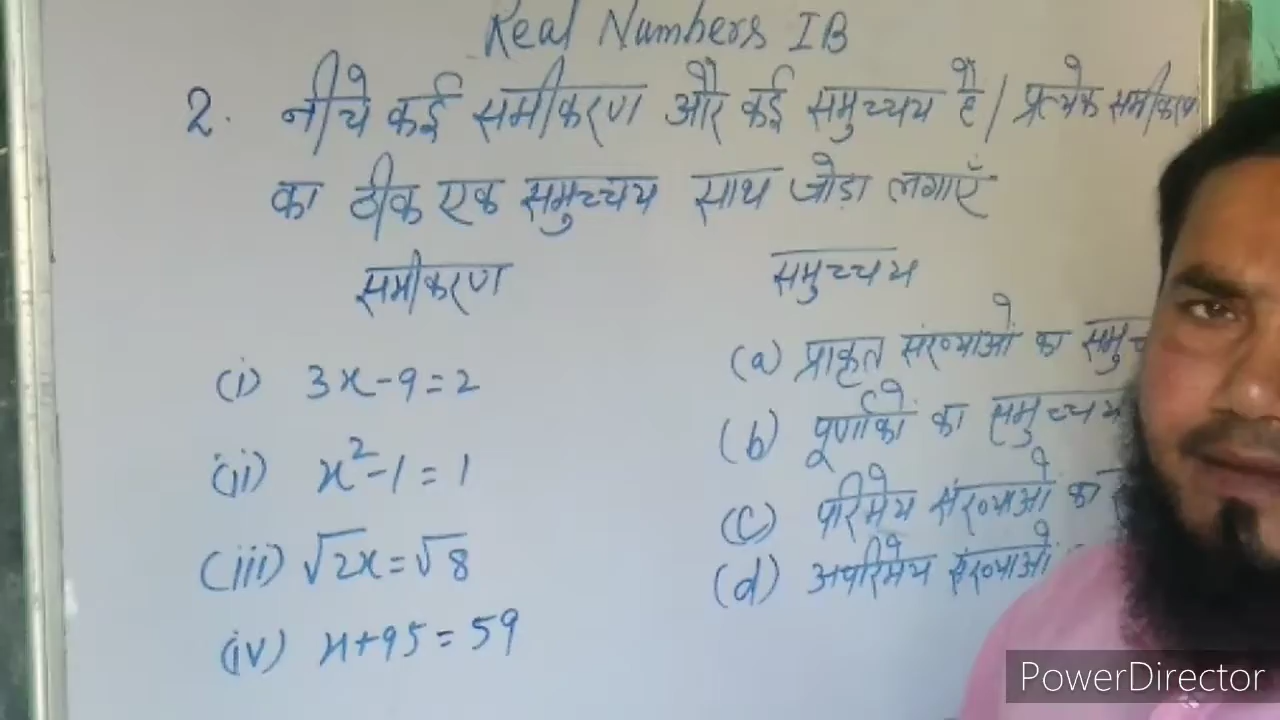 Real Numbers IB
2. नीचे कई समीकरण और कई समुच्चय है। प्रत्येक समीकरण
का ठीक एक समुच्चय साथ जोड़ा लगाएँ
समीकरण
समुच्चय
(i) 3x-9=2
(a) प्राकृत संख्याओं का
(ii) x²-1=1
(b) पूर्णांकों का समुच्चय
(iii) √2x=√8
(c) परिमेय संख्याओं का
(iv) x+95=59
(d) अपरिमेय संख्याओं
PowerDirector